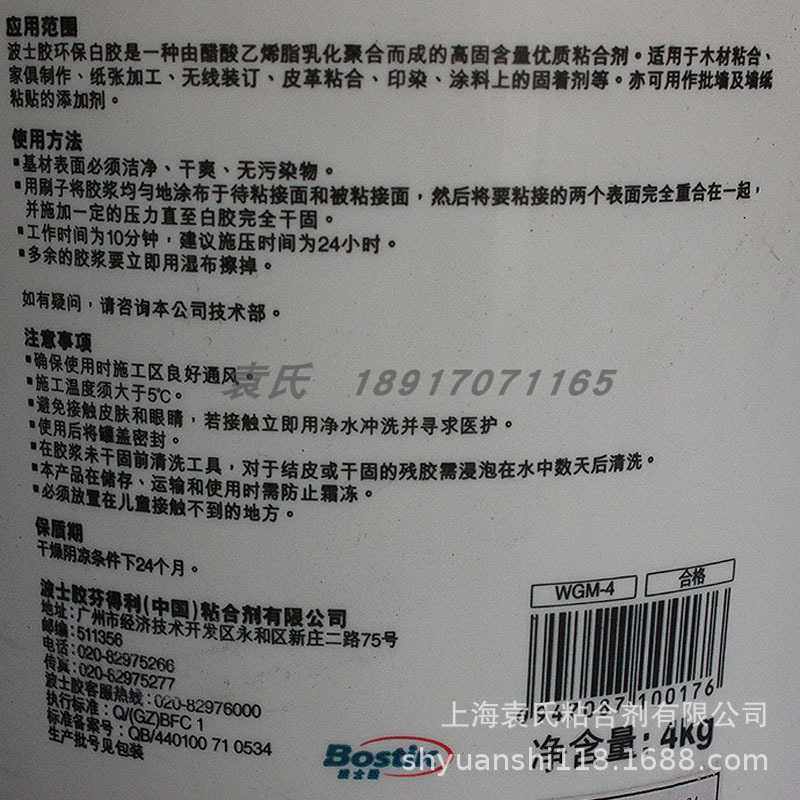 应用范围
波士胶环保白胶是一种由醋酸乙烯脂乳化聚合而成的高固含量优质粘合剂。适用于木材粘合、
家俱制作、纸张加工、无线装订、皮革粘合、印染、涂料上的固着剂等。亦可用作批墙及墙纸
粘贴的添加剂。
使用方法
▪基材表面必须洁净、干爽、无污染物。
▪用刷子将胶浆均匀地涂布于待粘接面和被粘接面，然后将要粘接的两个表面完全重合在一起，
并施加一定的压力直至白胶完全干固。
▪工作时间为10分钟，建议施压时间为24小时。
▪多余的胶浆要立即用湿布擦掉。
如有疑问，请咨询本公司技术部。
注意事项
▪确保使用时施工区良好通风。
▪施工温度须大于5℃。
▪避免接触皮肤和眼睛，若接触立即用净水冲洗并寻求医护。
▪使用后将罐盖密封。
▪在胶浆未干固前清洗工具，对于结皮或干固的残胶需浸泡在水中数天后清洗。
▪本产品在储存、运输和使用时需防止霜冻。
▪必须放置在儿童接触不到的地方。
袁氏 18917071165
保质期
干燥阴凉条件下24个月。
波士胶芬得利(中国)粘合剂有限公司
地址：广州市经济技术开发区永和区新庄二路75号
邮编：511356
电话：020-82975266
传真：020-82975277
波士胶客服热线：020-82976000
执行标准：Q/(GZ)BFC 1
标准备案号：QB/440100 71 0534
生产批号见包装
WGM-4
合格
100176
净含量：4kg
Bostik
波士胶
上海袁氏粘合剂有限公司
shyuanshi118.1688.com